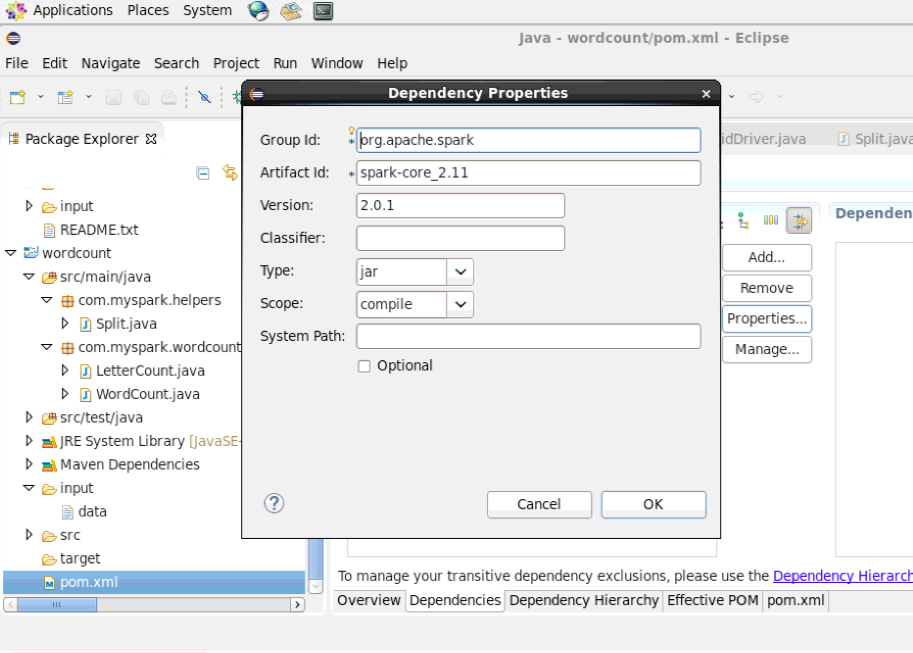 Applications Places System
Java - wordcount/pom.xml - Eclipse
File Edit Navigate Search Project Run Window Help
Dependency Properties
Package Explorer
idDriver.java
Split.java
Group Id: *org.apache.spark
Artifact Id: *spark-core_2.11
Version: 2.0.1
Classifier:
Type: jar
Scope: compile
System Path:
Optional
Cancel
OK
input
README.txt
wordcount
src/main/java
com.myspark.helpers
Split.java
com.myspark.wordcount
LetterCount.java
WordCount.java
src/test/java
JRE System Library [JavaSE-
Maven Dependencies
input
data
src
target
pom.xml
Dependen
Add...
Remove
Properties...
Manage...
To manage your transitive dependency exclusions, please use the Dependency Hierarch
Overview Dependencies Dependency Hierarchy Effective POM pom.xml